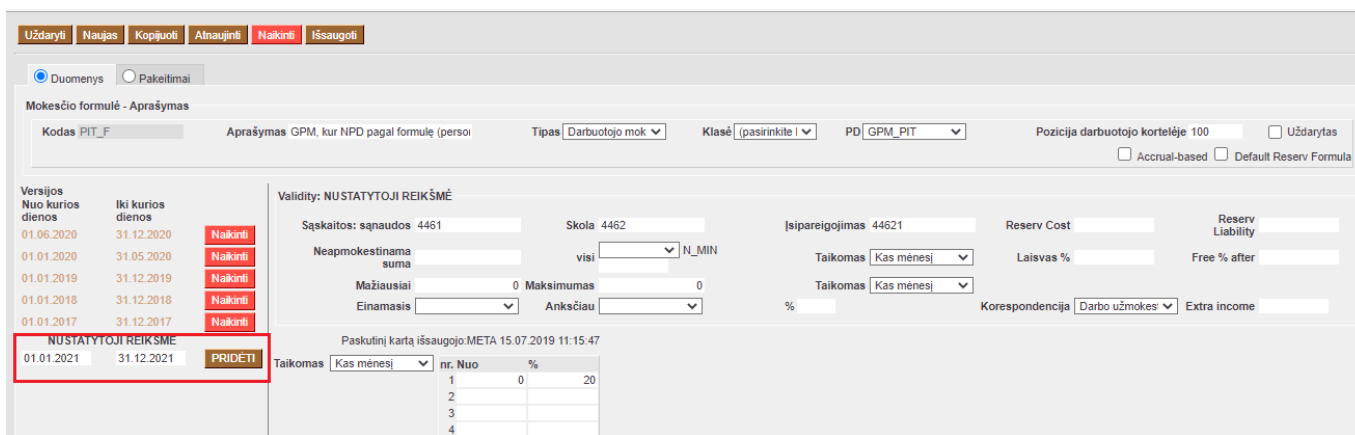 Uždaryti Naujas Kopijuoti Atnaujinti Naikinti Išsaugoti
Duomenys Pakeitimai
Mokesčio formulė - Aprašymas
Kodas PIT_F Aprašymas GPM, kur NPD pagal formulę (persor Tipas Darbuotojo mok Klasė (pasirinkite l PD GPM_PIT Pozicija darbuotojo kortelėje 100 Uždarytas
Accrual-based Default Reserv Formula
Versijos
Nuo kurios dienos Iki kurios dienos
01.06.2020 31.12.2020 Naikinti
01.01.2020 31.05.2020 Naikinti
01.01.2019 31.12.2019 Naikinti
01.01.2018 31.12.2018 Naikinti
01.01.2017 31.12.2017 Naikinti
NUSTATYTOJI REIKŠMĖ
01.01.2021 31.12.2021 PRIDĖTI
Validity: NUSTATYTOJI REIKŠMĖ
Sąskaitos: sąnaudos 4461 Skola 4462 Įsipareigojimas 44621 Reserv Cost Reserv Liability
Neapmokestinama suma visi N_MIN Taikomas Kas mėnesį Laisvas % Free % after
Mažiausiai 0 Maksimumas 0 Taikomas Kas mėnesį
Einamasis Anksčiau % Korespondencija Darbo užmokest Extra income
Paskutinį kartą išsaugojo:META 15.07.2019 11:15:47
Taikomas Kas mėnesį nr. Nuo %
1 0 20
2
3
4